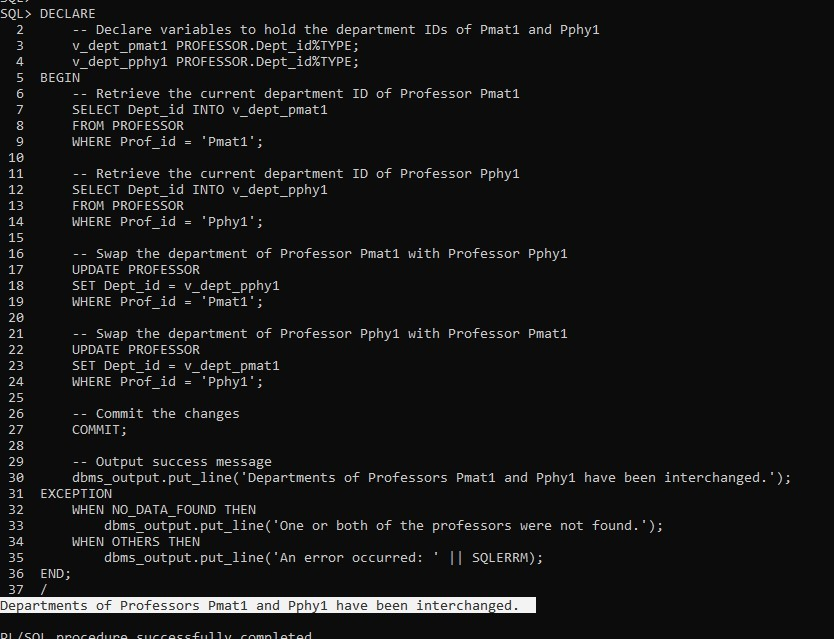 SQL> DECLARE
  2      -- Declare variables to hold the department IDs of Pmat1 and Pphy1
  3      v_dept_pmat1 PROFESSOR.Dept_id%TYPE;
  4      v_dept_pphy1 PROFESSOR.Dept_id%TYPE;
  5  BEGIN
  6      -- Retrieve the current department ID of Professor Pmat1
  7      SELECT Dept_id INTO v_dept_pmat1
  8      FROM PROFESSOR
  9      WHERE Prof_id = 'Pmat1';
 10
 11      -- Retrieve the current department ID of Professor Pphy1
 12      SELECT Dept_id INTO v_dept_pphy1
 13      FROM PROFESSOR
 14      WHERE Prof_id = 'Pphy1';
 15
 16      -- Swap the department of Professor Pmat1 with Professor Pphy1
 17      UPDATE PROFESSOR
 18      SET Dept_id = v_dept_pphy1
 19      WHERE Prof_id = 'Pmat1';
 20
 21      -- Swap the department of Professor Pphy1 with Professor Pmat1
 22      UPDATE PROFESSOR
 23      SET Dept_id = v_dept_pmat1
 24      WHERE Prof_id = 'Pphy1';
 25
 26      -- Commit the changes
 27      COMMIT;
 28
 29      -- Output success message
 30      dbms_output.put_line('Departments of Professors Pmat1 and Pphy1 have been interchanged.');
 31  EXCEPTION
 32      WHEN NO_DATA_FOUND THEN
 33          dbms_output.put_line('One or both of the professors were not found.');
 34      WHEN OTHERS THEN
 35          dbms_output.put_line('An error occurred: ' || SQLERRM);
 36  END;
 37  /
Departments of Professors Pmat1 and Pphy1 have been interchanged.
PL/SQL procedure successfully completed